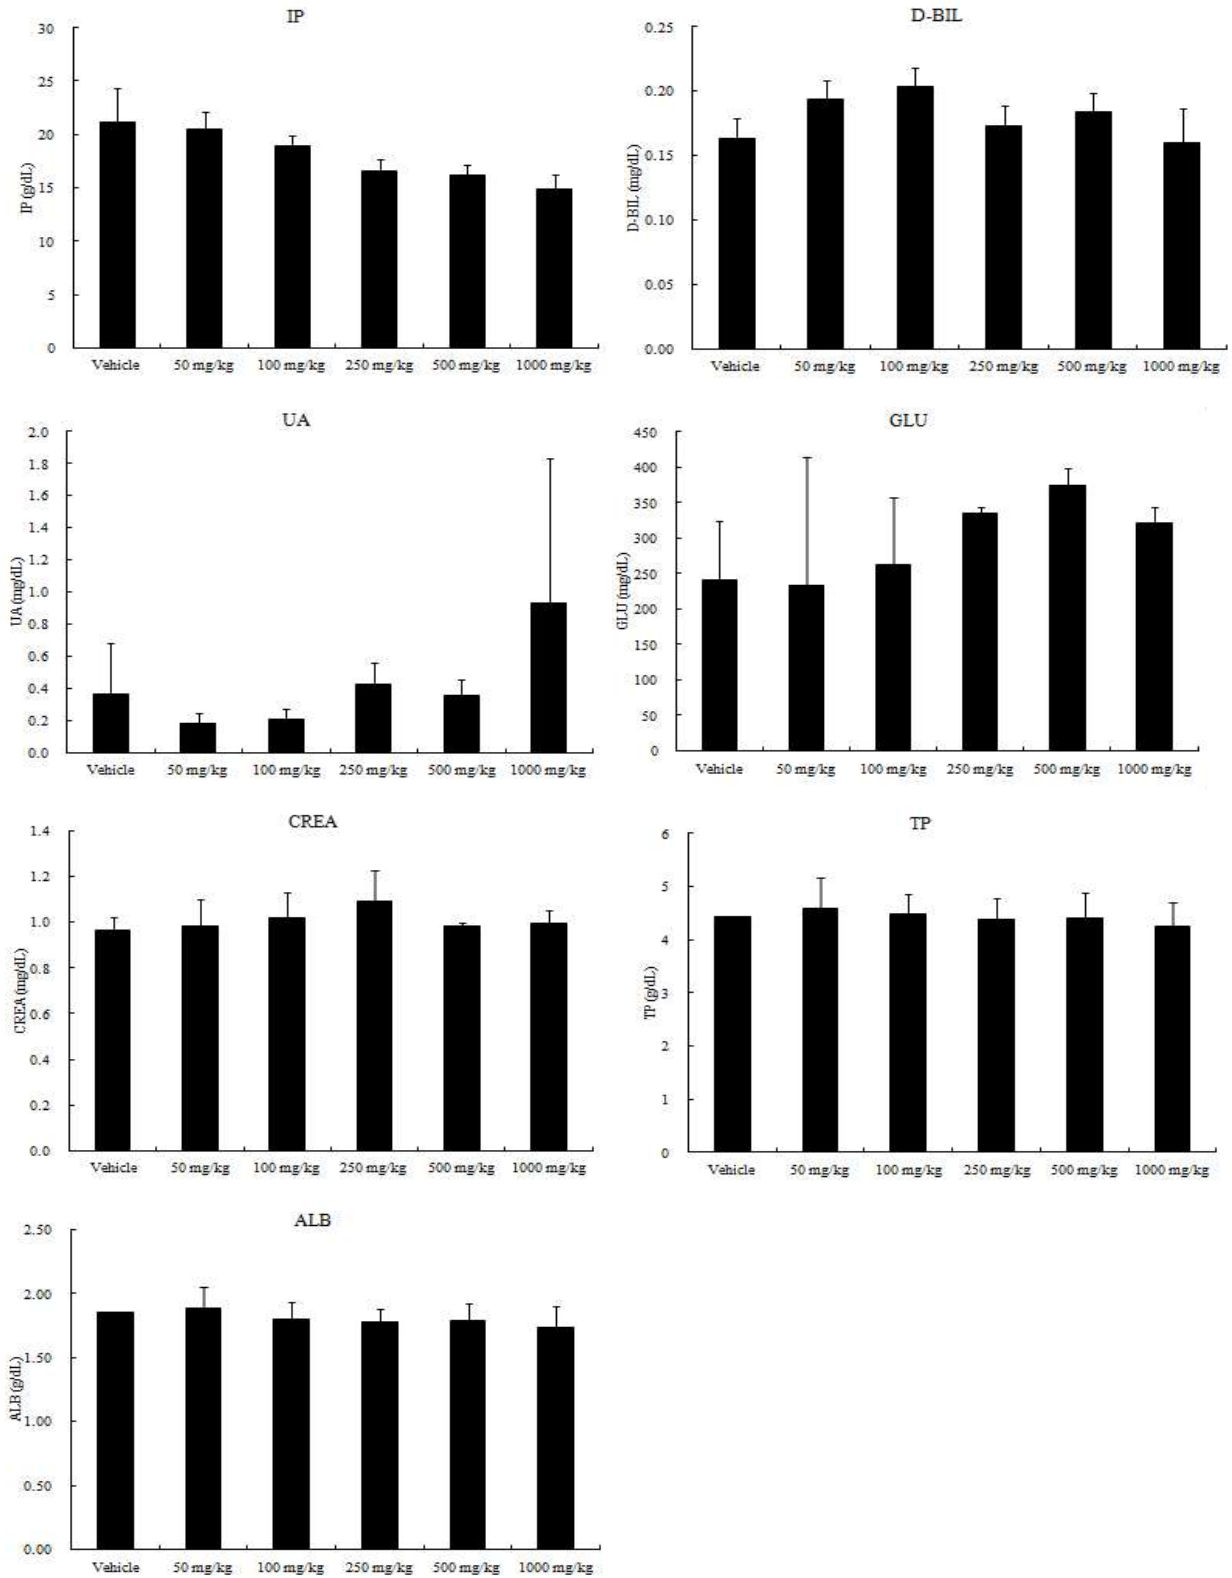 IP
30
25
20
15
10
5
0
IP (g/dL)
Vehicle 50 mg/kg 100 mg/kg 250 mg/kg 500 mg/kg 1000 mg/kg
D-BIL
0.25
0.20
0.15
0.10
0.05
0.00
D-BIL (mg/dL)
Vehicle 50 mg/kg 100 mg/kg 250 mg/kg 500 mg/kg 1000 mg/kg
UA
2.0
1.8
1.6
1.4
1.2
1.0
0.8
0.6
0.4
0.2
0.0
UA (mg/dL)
Vehicle 50 mg/kg 100 mg/kg 250 mg/kg 500 mg/kg 1000 mg/kg
GLU
450
400
350
300
250
200
150
100
50
0
GLU (mg/dL)
Vehicle 50 mg/kg 100 mg/kg 250 mg/kg 500 mg/kg 1000 mg/kg
CREA
1.4
1.2
1.0
0.8
0.6
0.4
0.2
0.0
CREA (mg/dL)
Vehicle 50 mg/kg 100 mg/kg 250 mg/kg 500 mg/kg 1000 mg/kg
TP
6
5
4
3
2
1
0
TP (g/dL)
Vehicle 50 mg/kg 100 mg/kg 250 mg/kg 500 mg/kg 1000 mg/kg
ALB
2.50
2.00
1.50
1.00
0.50
0.00
ALB (g/dL)
Vehicle 50 mg/kg 100 mg/kg 250 mg/kg 500 mg/kg 1000 mg/kg